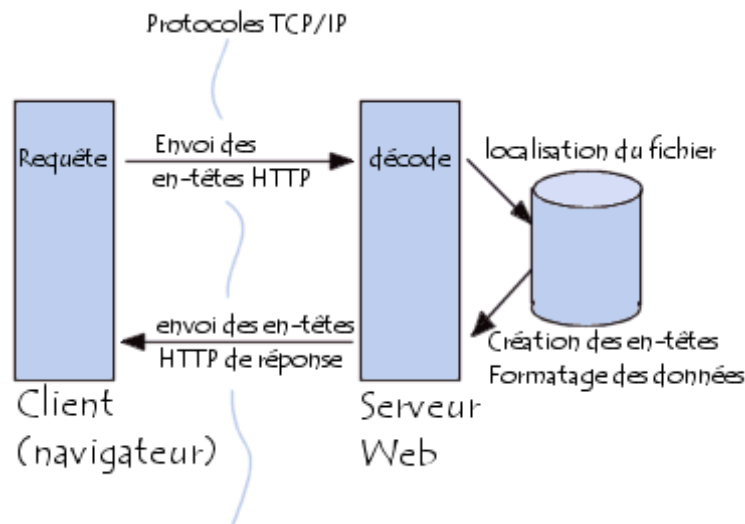 Protocoles TCP/IP
Requête
Envoi des
en-têtes HTTP
décode
localisation du fichier
envoi des en-têtes
HTTP de réponse
Création des en-têtes
Formatage des données
Client
(navigateur)
Serveur
Web